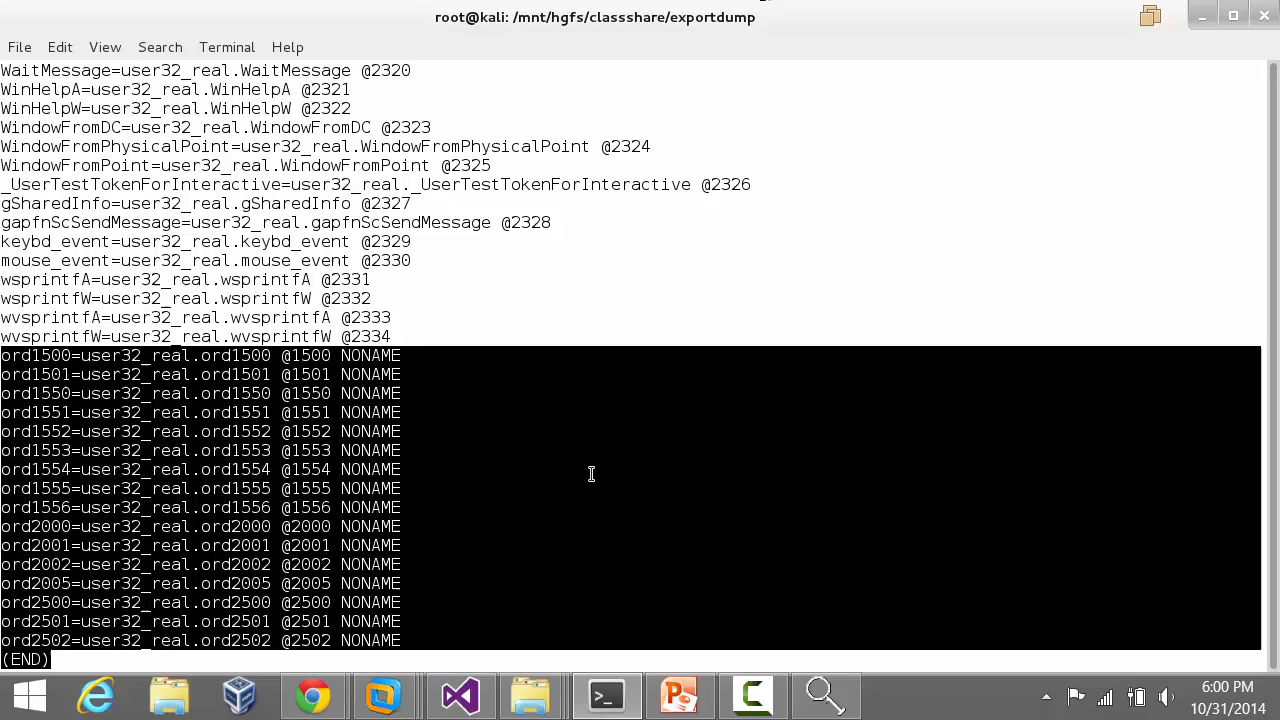 root@kali: /mnt/hgfs/classshare/exportdump
File Edit View Search Terminal Help
WaitMessage=user32_real.WaitMessage @2320
WinHelpA=user32_real.WinHelpA @2321
WinHelpW=user32_real.WinHelpW @2322
WindowFromDC=user32_real.WindowFromDC @2323
WindowFromPhysicalPoint=user32_real.WindowFromPhysicalPoint @2324
WindowFromPoint=user32_real.WindowFromPoint @2325
_UserTestTokenForInteractive=user32_real._UserTestTokenForInteractive @2326
gSharedInfo=user32_real.gSharedInfo @2327
gapfnScSendMessage=user32_real.gapfnScSendMessage @2328
keybd_event=user32_real.keybd_event @2329
mouse_event=user32_real.mouse_event @2330
wsprintfA=user32_real.wsprintfA @2331
wsprintfW=user32_real.wsprintfW @2332
wvsprintfA=user32_real.wvsprintfA @2333
wvsprintfW=user32_real.wvsprintfW @2334
ord1500=user32_real.ord1500 @1500 NONAME
ord1501=user32_real.ord1501 @1501 NONAME
ord1550=user32_real.ord1550 @1550 NONAME
ord1551=user32_real.ord1551 @1551 NONAME
ord1552=user32_real.ord1552 @1552 NONAME
ord1553=user32_real.ord1553 @1553 NONAME
ord1554=user32_real.ord1554 @1554 NONAME
ord1555=user32_real.ord1555 @1555 NONAME
ord1556=user32_real.ord1556 @1556 NONAME
ord2000=user32_real.ord2000 @2000 NONAME
ord2001=user32_real.ord2001 @2001 NONAME
ord2002=user32_real.ord2002 @2002 NONAME
ord2005=user32_real.ord2005 @2005 NONAME
ord2500=user32_real.ord2500 @2500 NONAME
ord2501=user32_real.ord2501 @2501 NONAME
ord2502=user32_real.ord2502 @2502 NONAME
(END)
6:00 PM
10/31/2014